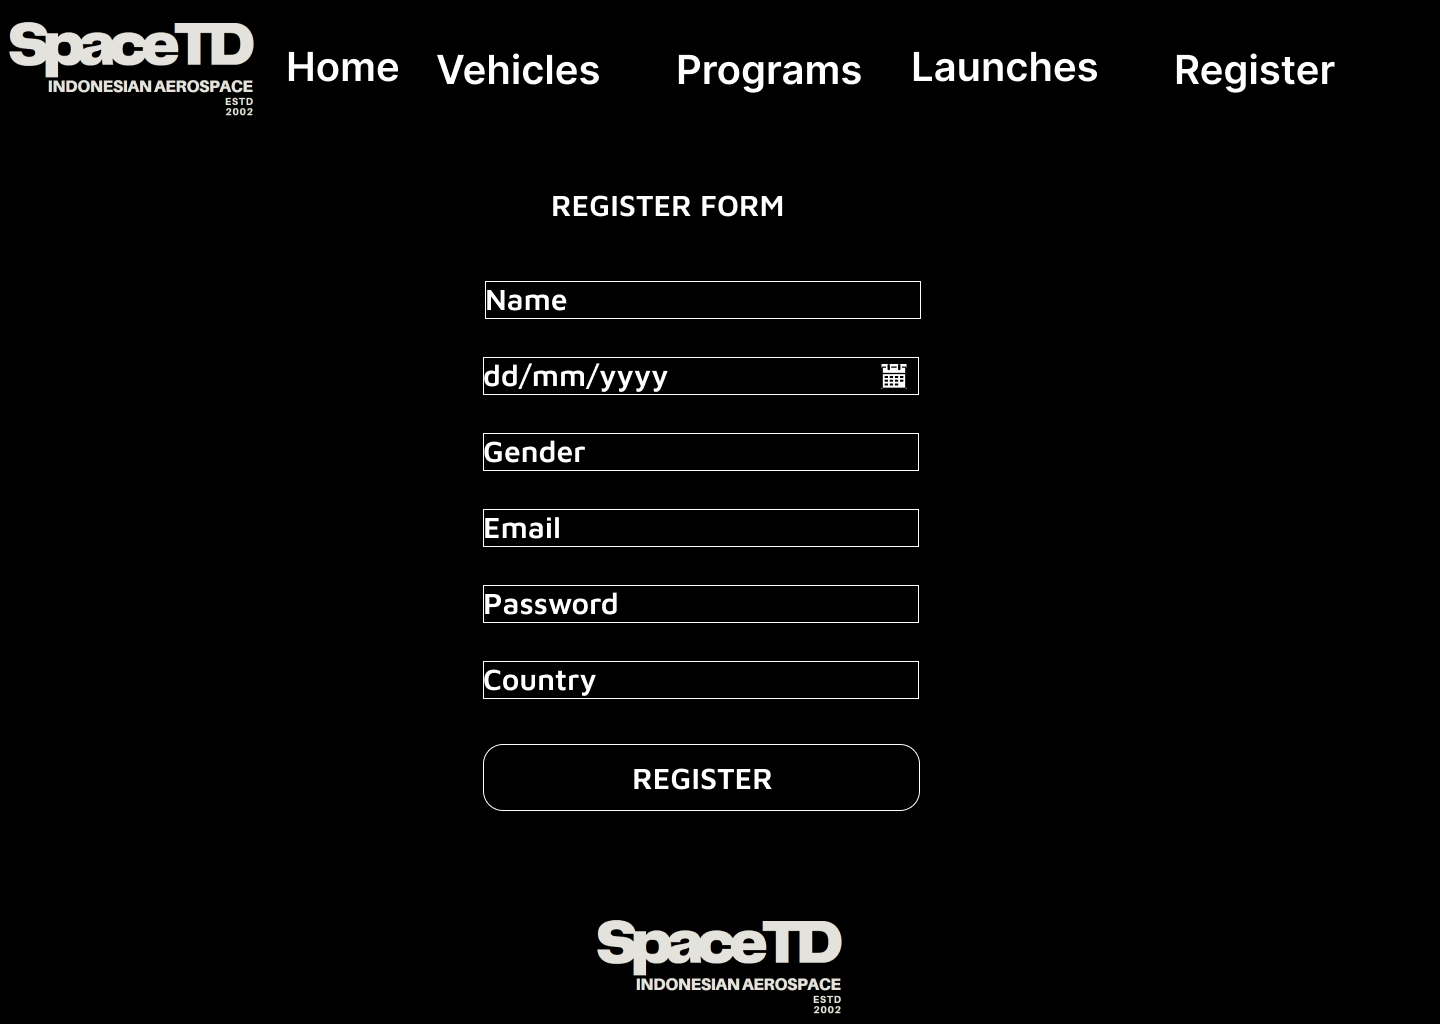 SpaceTD
INDONESIAN AEROSPACE
ESTD
2002
Home Vehicles Programs Launches Register
REGISTER FORM
Name
dd/mm/yyyy
Gender
Email
Password
Country
REGISTER
SpaceTD
INDONESIAN AEROSPACE
ESTD
2002